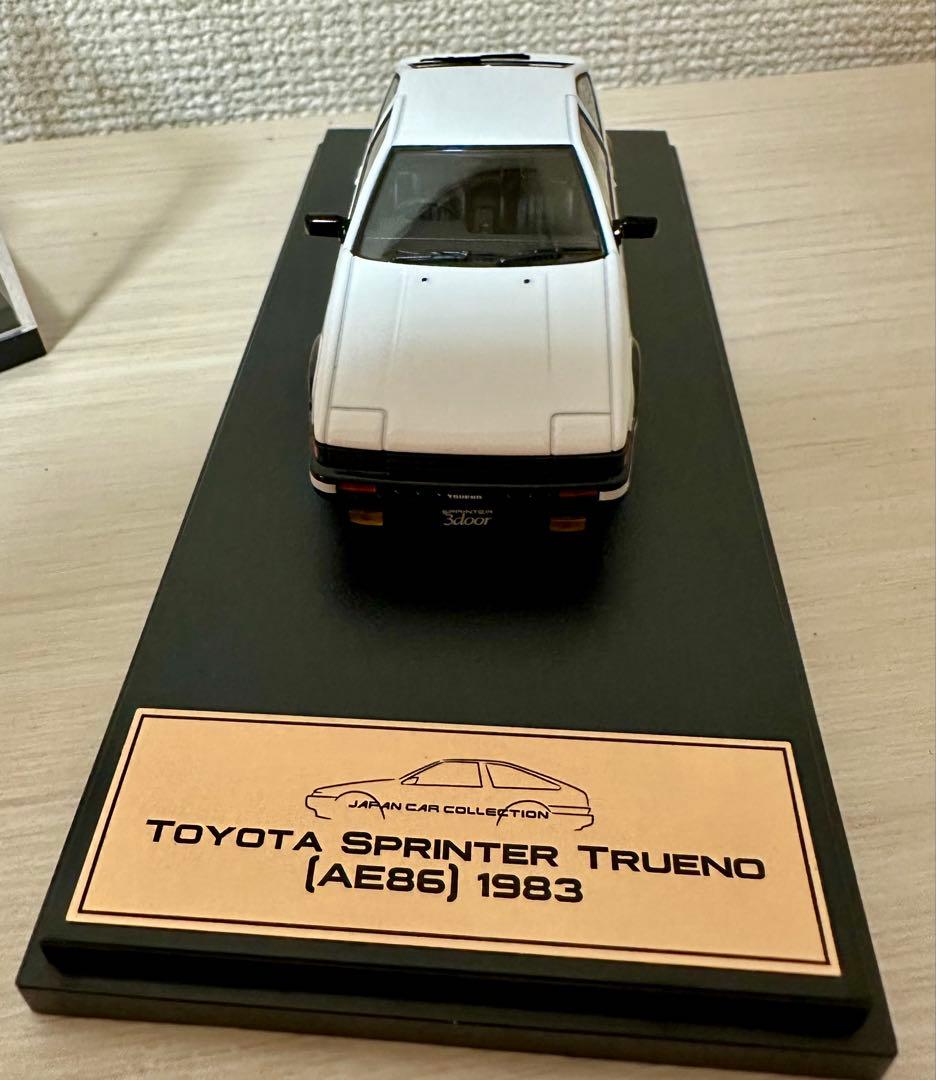 TRUENO
SPRINTER
3door
JAPAN CAR COLLECTION
TOYOTA SPRINTER TRUENO
(AE86) 1983